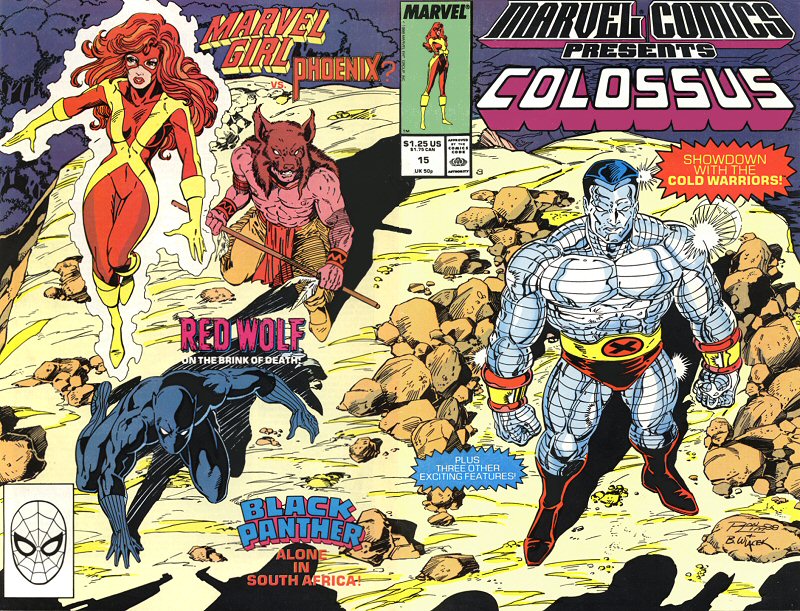 MARVEL GIRL
VS. PHOENIX?
RED WOLF
ON THE BRINK OF DEATH!
BLACK PANTHER
ALONE
IN
SOUTH AFRICA!
MARVEL®
$1.25 US
$1.75 CAN
15
UK 50p
APPROVED
BY THE
COMICS
CODE
AUTHORITY
MARVEL COMICS
PRESENTS
COLOSSUS
SHOWDOWN
WITH THE
COLD WARRIORS!
PLUS
THREE OTHER
EXCITING FEATURES!
B. WIACEK